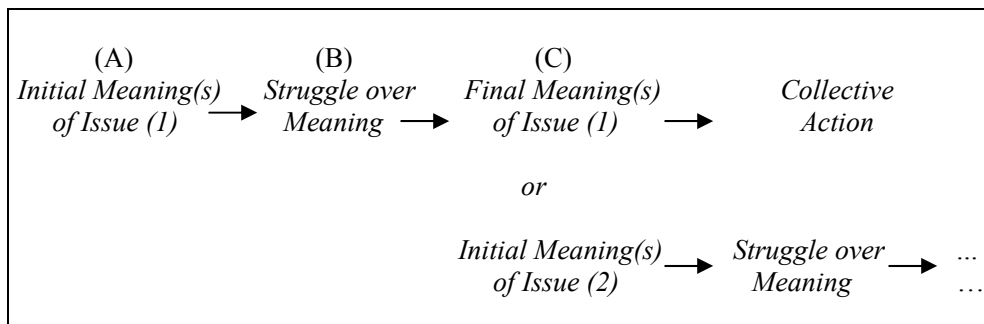 (A) (B) (C)
Initial Meaning(s) Struggle over Final Meaning(s) Collective
of Issue (1) Meaning of Issue (1) Action
or
Initial Meaning(s) Struggle over ...
of Issue (2) Meaning ...